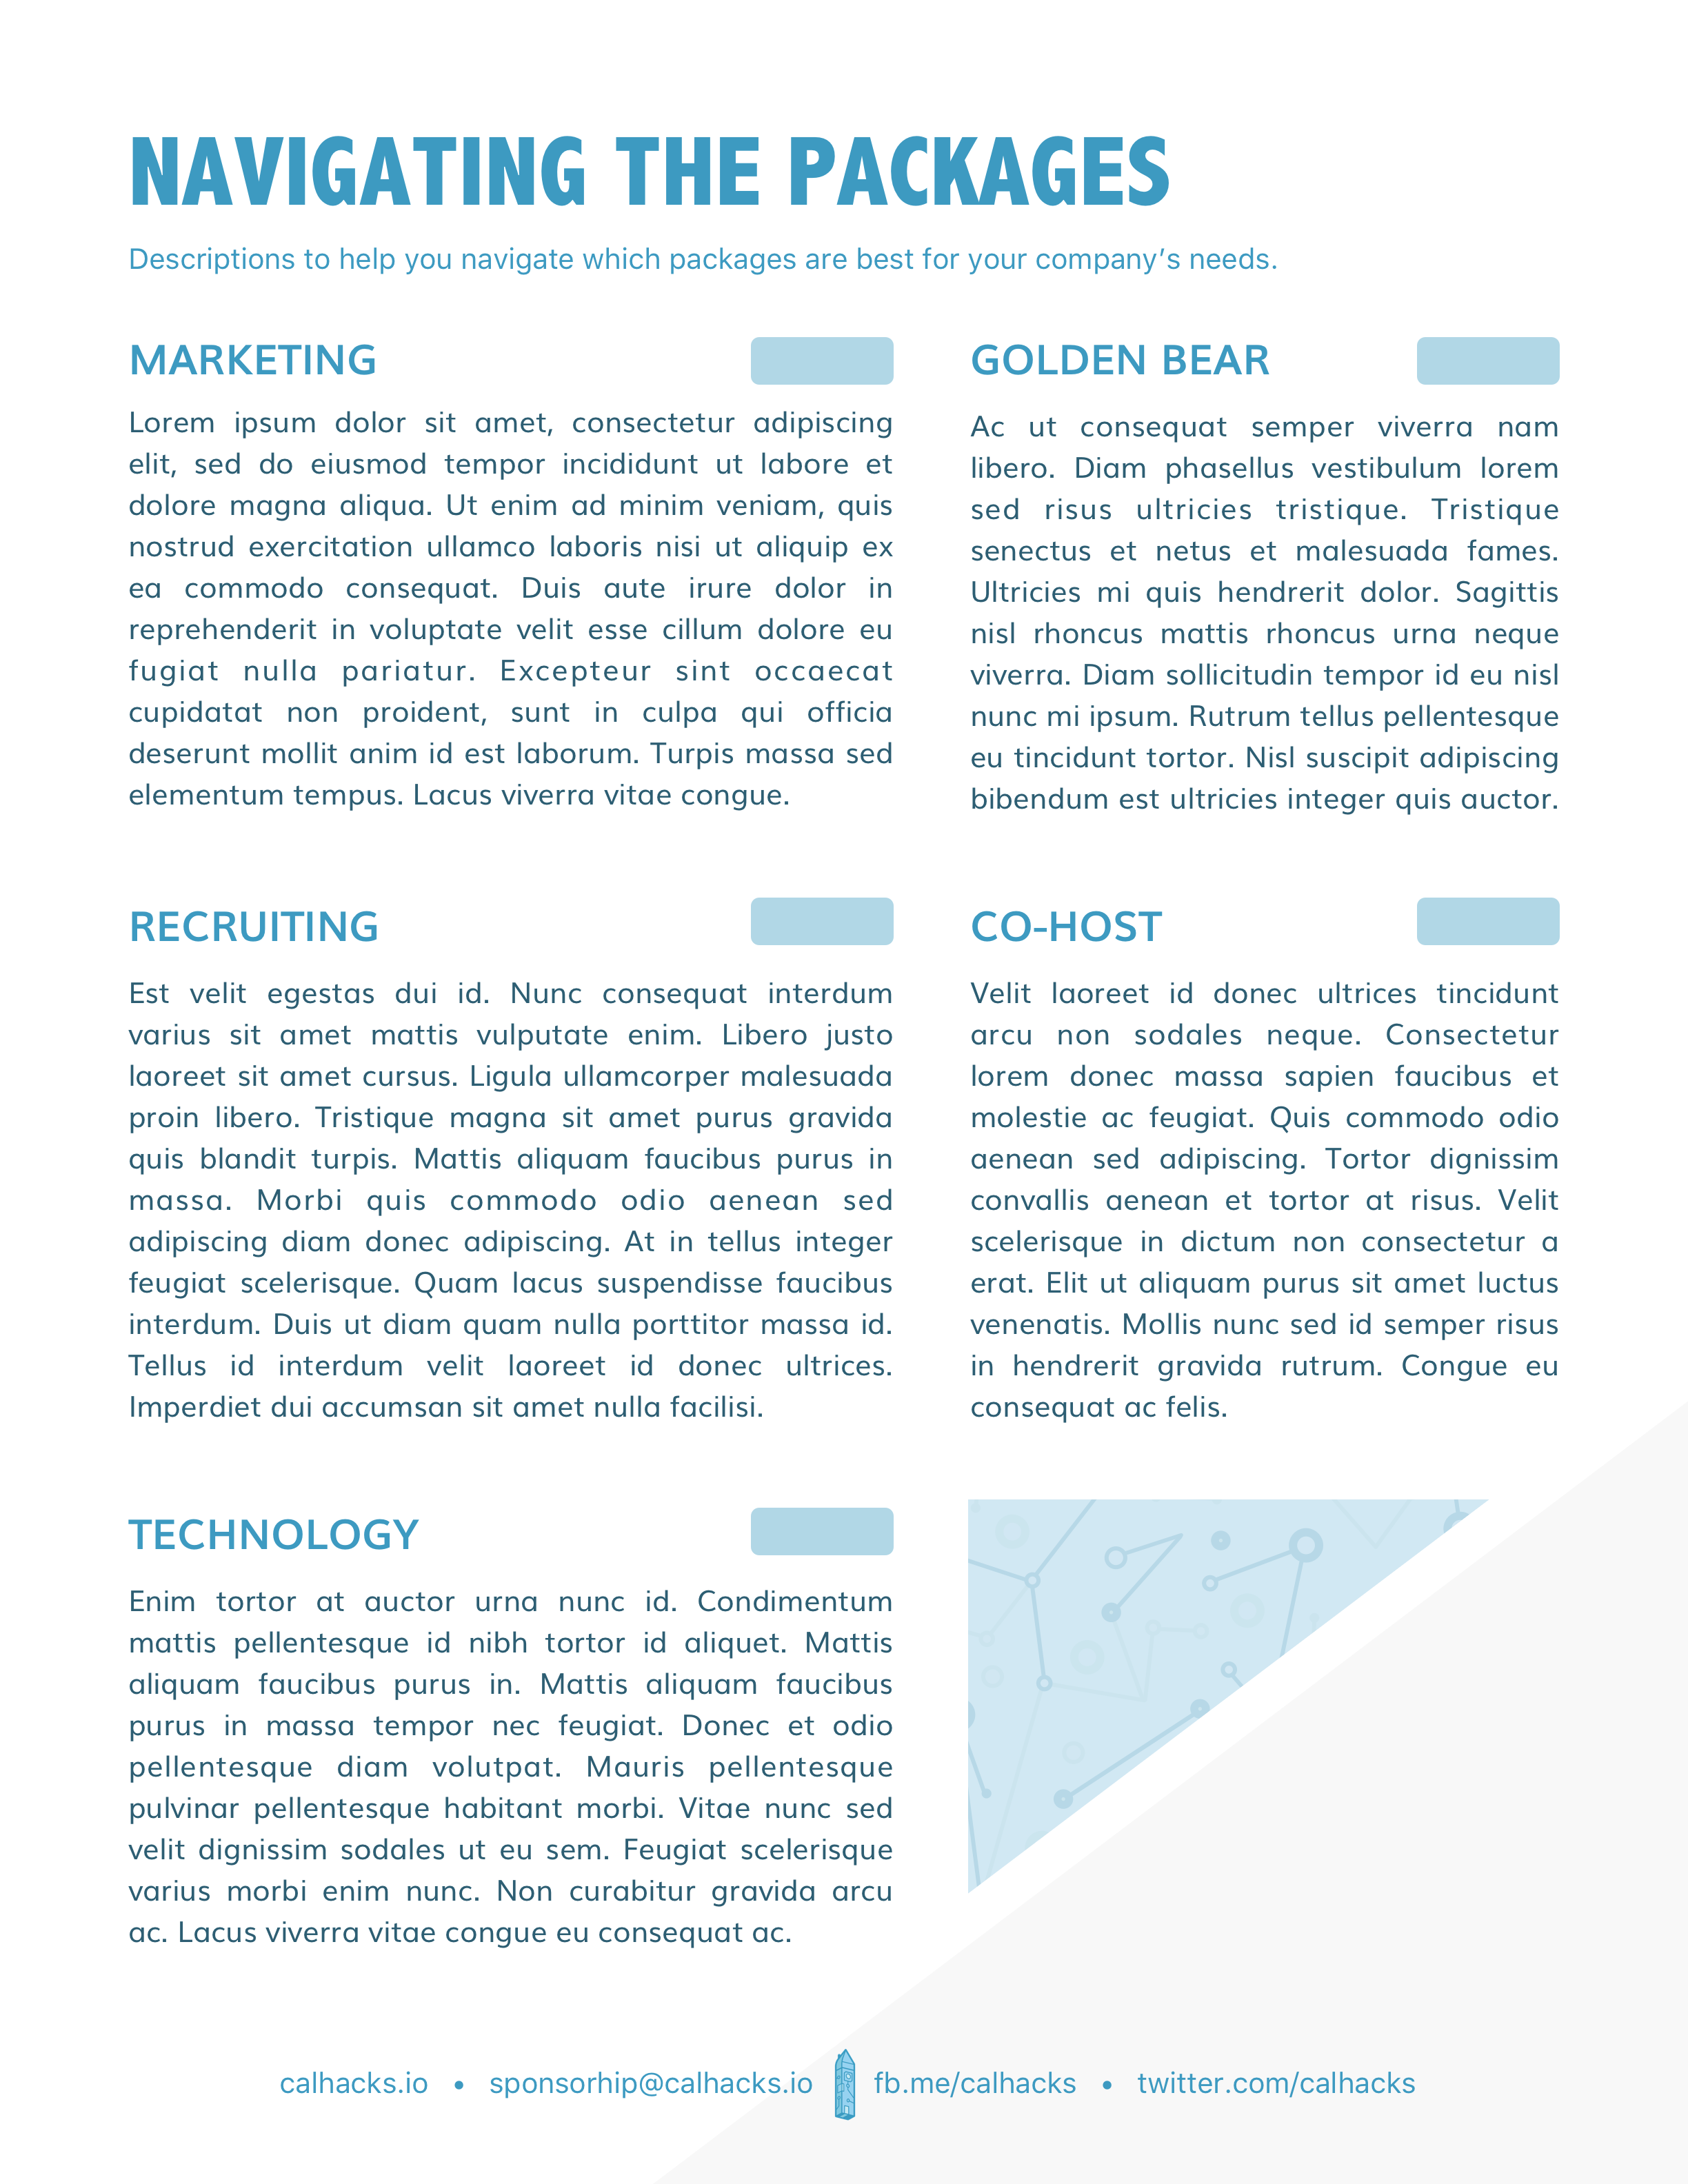 NAVIGATING THE PACKAGES
Descriptions to help you navigate which packages are best for your company’s needs.
MARKETING
Lorem ipsum dolor sit amet, consectetur adipiscing
elit, sed do eiusmod tempor incididunt ut labore et
dolore magna aliqua. Ut enim ad minim veniam, quis
nostrud exercitation ullamco laboris nisi ut aliquip ex
ea commodo consequat. Duis aute irure dolor in
reprehenderit in voluptate velit esse cillum dolore eu
fugiat nulla pariatur. Excepteur sint occaecat
cupidatat non proident, sunt in culpa qui officia
deserunt mollit anim id est laborum. Turpis massa sed
elementum tempus. Lacus viverra vitae congue.
RECRUITING
Est velit egestas dui id. Nunc consequat interdum
varius sit amet mattis vulputate enim. Libero justo
laoreet sit amet cursus. Ligula ullamcorper malesuada
proin libero. Tristique magna sit amet purus gravida
quis blandit turpis. Mattis aliquam faucibus purus in
massa. Morbi quis commodo odio aenean sed
adipiscing diam donec adipiscing. At in tellus integer
feugiat scelerisque. Quam lacus suspendisse faucibus
interdum. Duis ut diam quam nulla porttitor massa id.
Tellus id interdum velit laoreet id donec ultrices.
Imperdiet dui accumsan sit amet nulla facilisi.
TECHNOLOGY
Enim tortor at auctor urna nunc id. Condimentum
mattis pellentesque id nibh tortor id aliquet. Mattis
aliquam faucibus purus in. Mattis aliquam faucibus
purus in massa tempor nec feugiat. Donec et odio
pellentesque diam volutpat. Mauris pellentesque
pulvinar pellentesque habitant morbi. Vitae nunc sed
velit dignissim sodales ut eu sem. Feugiat scelerisque
varius morbi enim nunc. Non curabitur gravida arcu
ac. Lacus viverra vitae congue eu consequat ac.
GOLDEN BEAR
Ac ut consequat semper viverra nam
libero. Diam phasellus vestibulum lorem
sed risus ultricies tristique. Tristique
senectus et netus et malesuada fames.
Ultricies mi quis hendrerit dolor. Sagittis
nisl rhoncus mattis rhoncus urna neque
viverra. Diam sollicitudin tempor id eu nisl
nunc mi ipsum. Rutrum tellus pellentesque
eu tincidunt tortor. Nisl suscipit adipiscing
bibendum est ultricies integer quis auctor.
CO-HOST
Velit laoreet id donec ultrices tincidunt
arcu non sodales neque. Consectetur
lorem donec massa sapien faucibus et
molestie ac feugiat. Quis commodo odio
aenean sed adipiscing. Tortor dignissim
convallis aenean et tortor at risus. Velit
scelerisque in dictum non consectetur a
erat. Elit ut aliquam purus sit amet luctus
venenatis. Mollis nunc sed id semper risus
in hendrerit gravida rutrum. Congue eu
consequat ac felis.
calhacks.io • sponsorhip@calhacks.io fb.me/calhacks • twitter.com/calhacks